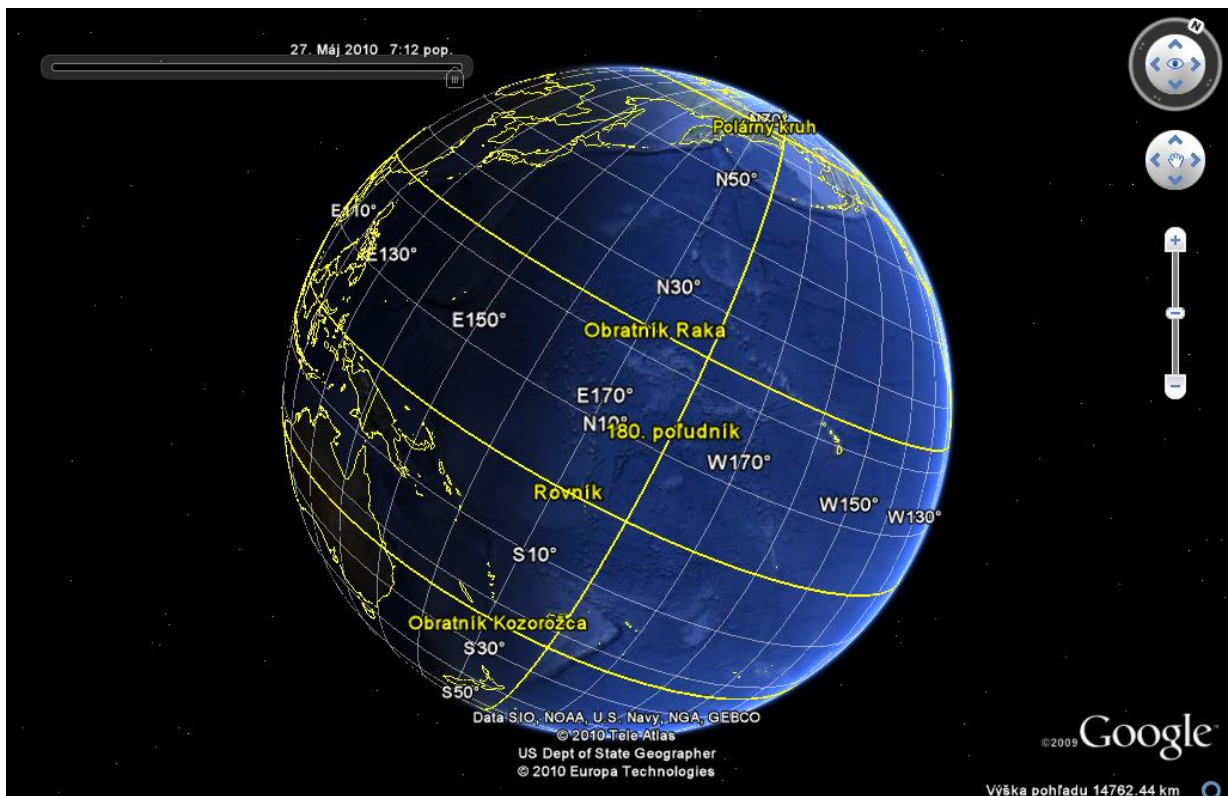 27. Máj 2010 7:12 pop.
N
Polárny kruh
N50°
E110°
E130°
N30°
E150°
Obratník Raka
E170°
N10°
180. poľudník
W170°
Rovník
W150°
W130°
S10°
Obratník Kozorožca
S30°
S50°
Data SIO, NOAA, U.S. Navy, NGA, GEBCO
© 2010 Tele Atlas
US Dept of State Geographer
© 2010 Europa Technologies
©2009 Google
Výška pohľadu 14762.44 km